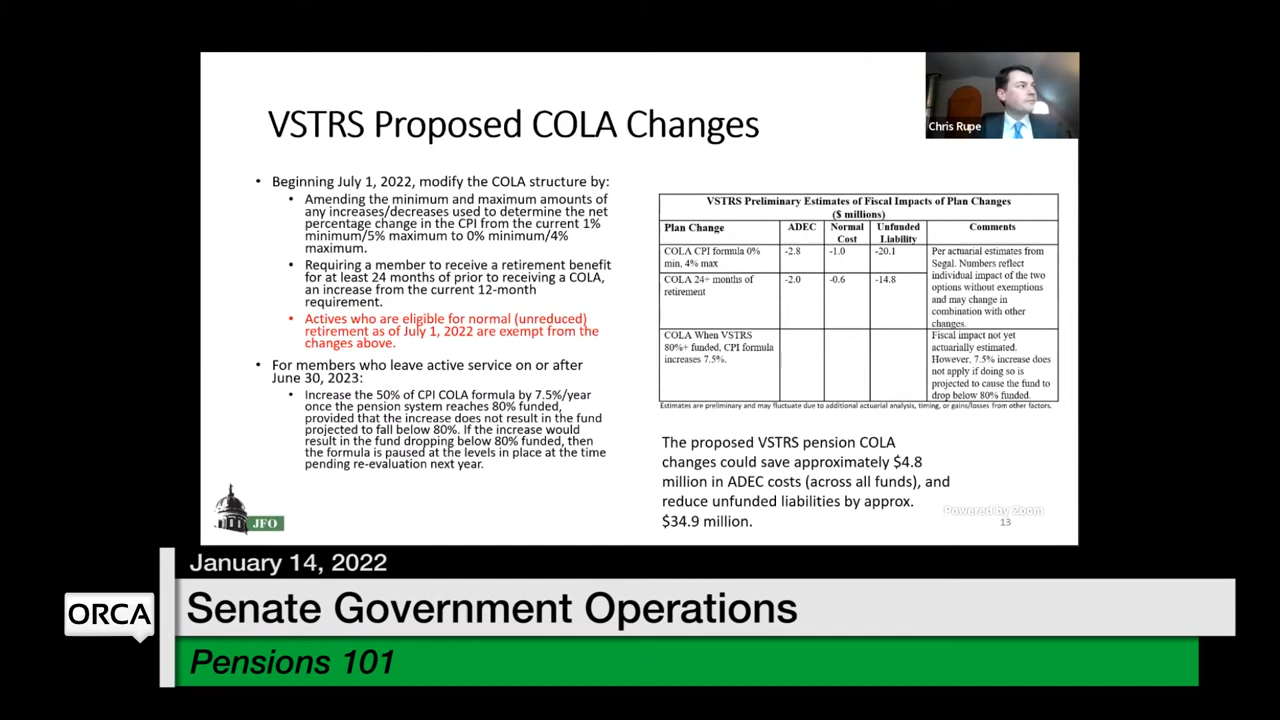 VSTRS Proposed COLA Changes
Chris Rupe
• Beginning July 1, 2022, modify the COLA structure by:
• Amending the minimum and maximum amounts of
any increases/decreases used to determine the net
percentage change in the CPI from the current 1%
minimum/5% maximum to 0% minimum/4%
maximum.
• Requiring a member to receive a retirement benefit
for at least 24 months of prior to receiving a COLA,
an increase from the current 12-month
requirement.
• Actives who are eligible for normal (unreduced)
retirement as of July 1, 2022 are exempt from the
changes above.
• For members who leave active service on or after
June 30, 2023:
• Increase the 50% of CPI COLA formula by 7.5%/year
once the pension system reaches 80% funded,
provided that the increase does not result in the fund
projected to fall below 80%. If the increase would
result in the fund dropping below 80% funded, then
the formula is paused at the levels in place at the time
pending re-evaluation next year.
VSTRS Preliminary Estimates of Fiscal Impacts of Plan Changes
($ millions)
Plan Change ADEC Normal Cost Unfunded Liability Comments
COLA CPI formula 0% min, 4% max -2.8 -1.0 -20.1 Per actuarial estimates from
COLA 24+ months of retirement -2.0 -0.6 -14.8 Segal. Numbers reflect
individual impact of the two
options without exemptions
and may change in
combination with other
changes.
COLA When VSTRS
80%+ funded, CPI formula
increases 7.5%.
Fiscal impact not yet
actuarially estimated.
However, 7.5% increase does
not apply if doing so is
projected to cause the fund to
drop below 80% funded.
Estimates are preliminary and may fluctuate due to additional actuarial analysis, timing, or gains/losses from other factors.
The proposed VSTRS pension COLA
changes could save approximately $4.8
million in ADEC costs (across all funds), and
reduce unfunded liabilities by approx.
$34.9 million.
Powered by Zoom
13
JFO
January 14, 2022
ORCA
Senate Government Operations
Pensions 101